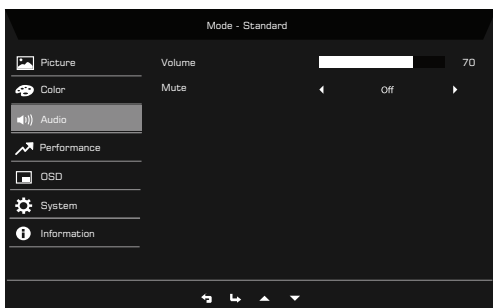 Mode - Standard
Picture
Volume 70
Color
Mute Off
Audio
Performance
OSD
System
Information